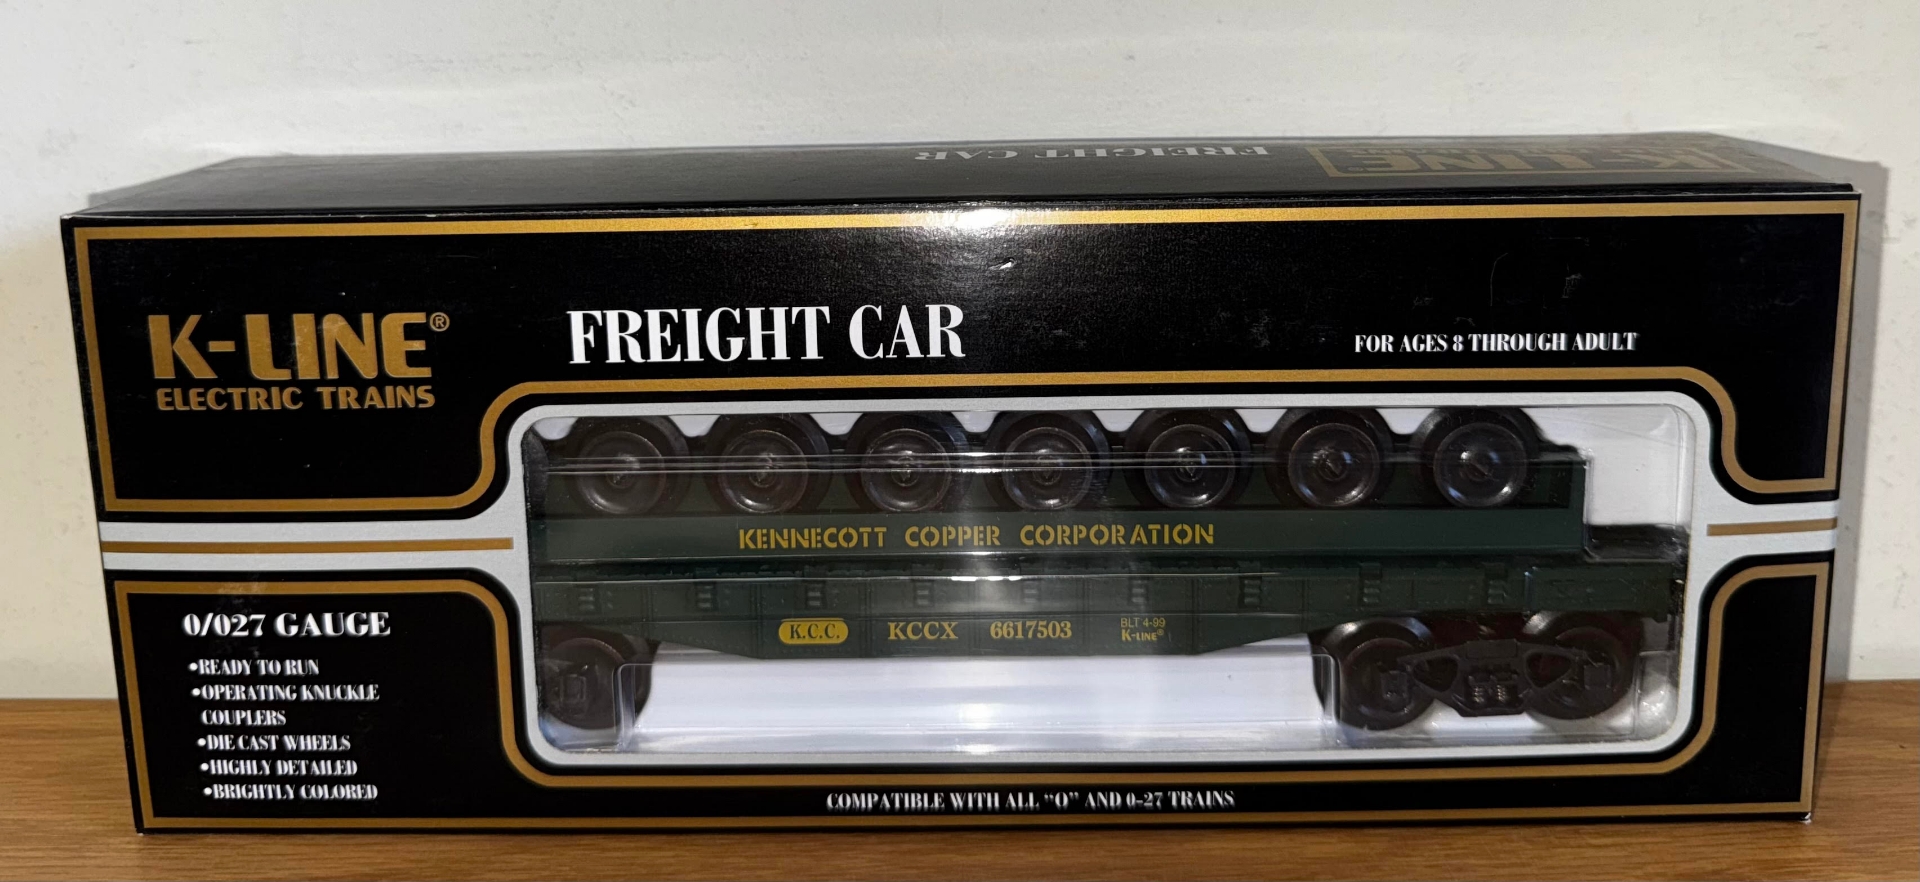 FREIGHT CAR
K-LINE®
K-LINE®
ELECTRIC TRAINS
FREIGHT CAR
FOR AGES 8 THROUGH ADULT
KENNECOTT COPPER CORPORATION
K.C.C. KCCX 6617503
BLT 4-99
K-LINE®
0/027 GAUGE
•READY TO RUN
•OPERATING KNUCKLE
COUPLERS
•DIE CAST WHEELS
•HIGHLY DETAILED
•BRIGHTLY COLORED
COMPATIBLE WITH ALL “O” AND 0-27 TRAINS